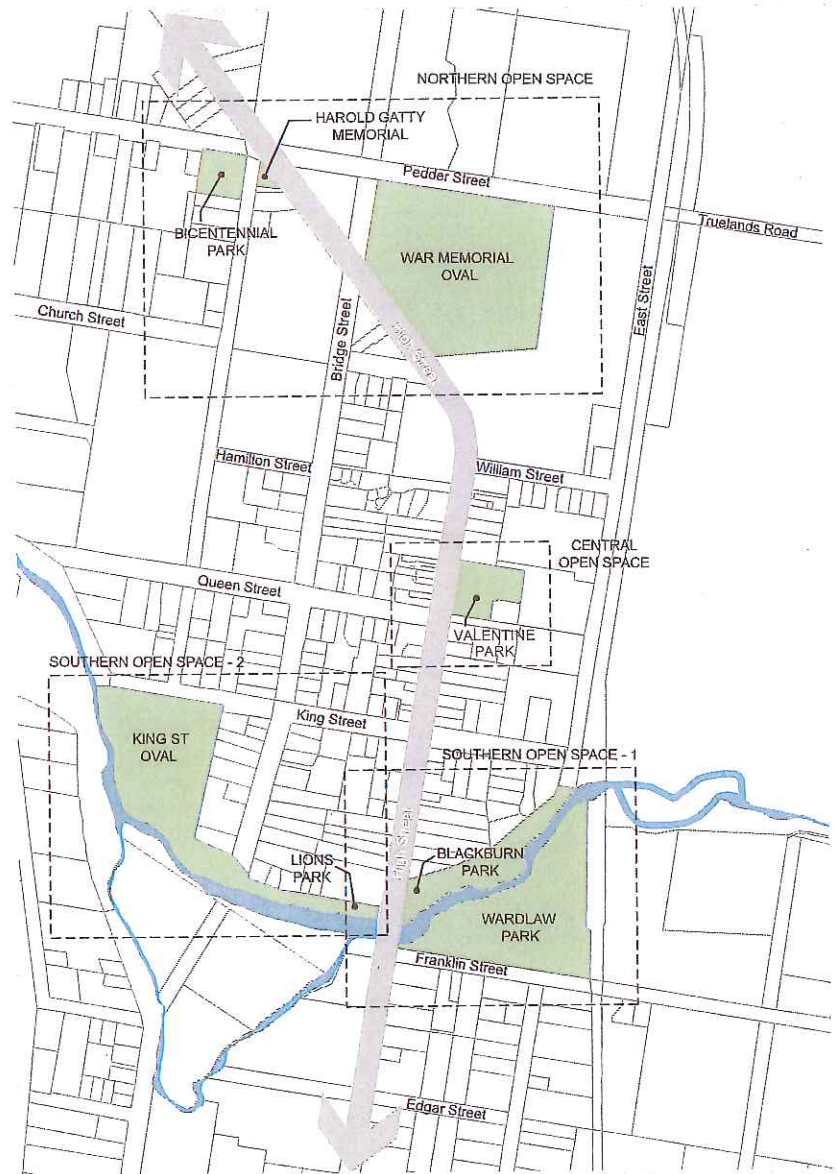 NORTHERN OPEN SPACE
HAROLD GATTY
MEMORIAL
Pedder Street
Truelands Road
BICENTENNIAL
PARK
WAR MEMORIAL
OVAL
East Street
Church Street
Bridge Street
High Street
Hamilton Street
William Street
CENTRAL
OPEN SPACE
Queen Street
VALENTINE
PARK
SOUTHERN OPEN SPACE - 2
King Street
KING ST
OVAL
SOUTHERN OPEN SPACE - 1
High Street
LIONS
PARK
BLACKBURN
PARK
WARDLAW
PARK
Franklin Street
Edgar Street